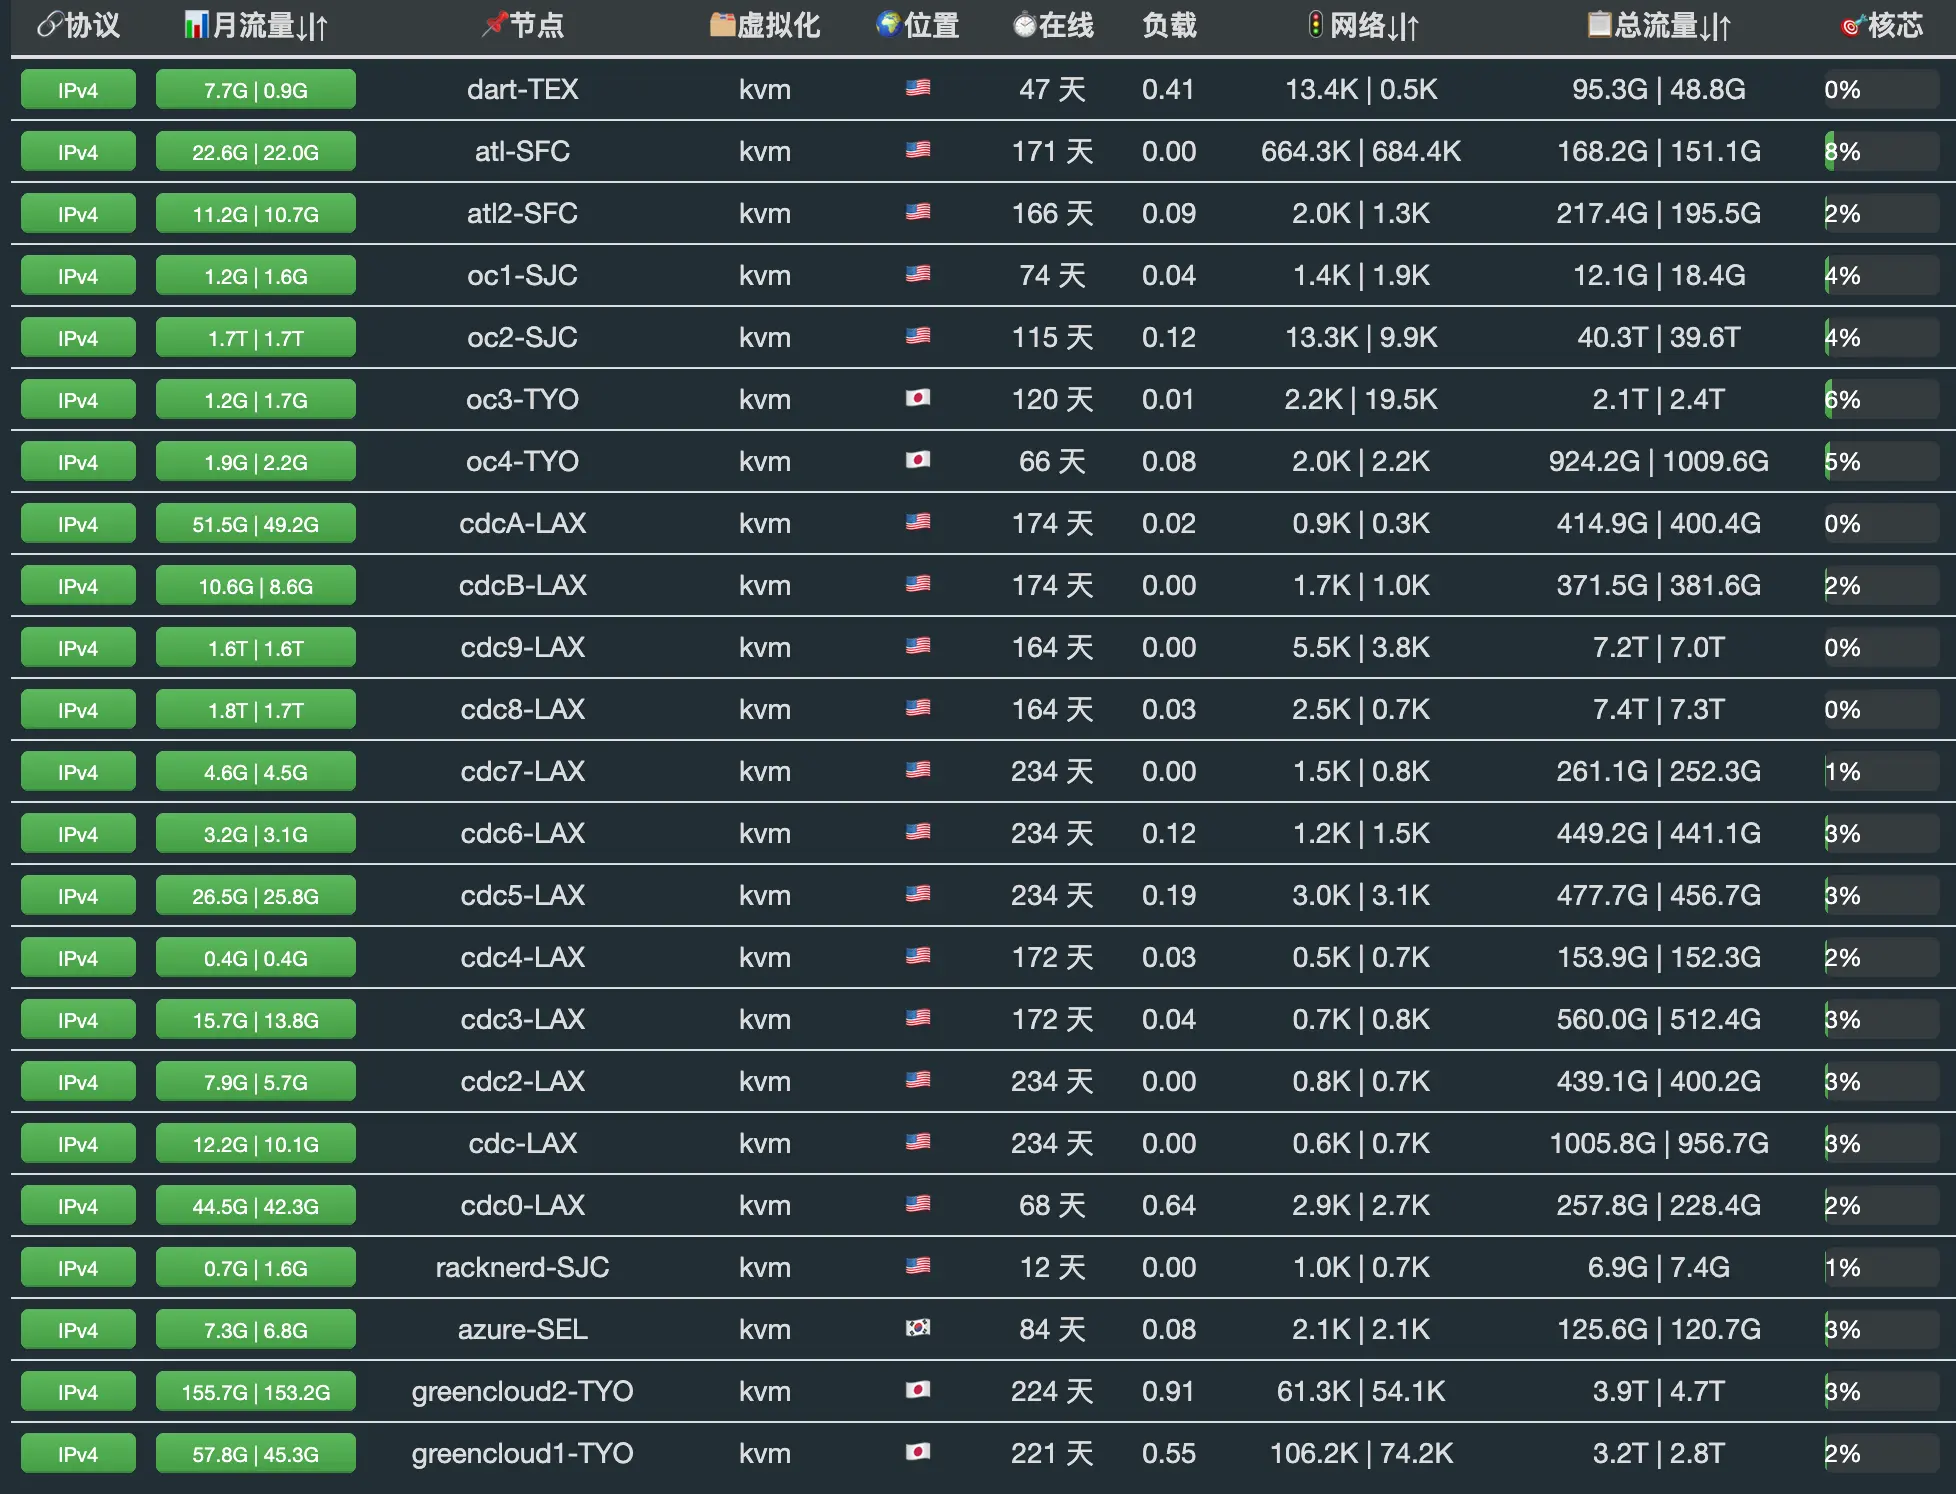 🔗协议 📊月流量↓|↑ 📌节点 🗂️虚拟化 🌍位置 ⏱️在线 负载 🚦网络↓|↑ 📋总流量↓|↑ 🎯核芯
IPv4 7.7G | 0.9G dart-TEX kvm 🇺🇸 47 天 0.41 13.4K | 0.5K 95.3G | 48.8G 0%
IPv4 22.6G | 22.0G atl-SFC kvm 🇺🇸 171 天 0.00 664.3K | 684.4K 168.2G | 151.1G 8%
IPv4 11.2G | 10.7G atl2-SFC kvm 🇺🇸 166 天 0.09 2.0K | 1.3K 217.4G | 195.5G 2%
IPv4 1.2G | 1.6G oc1-SJC kvm 🇺🇸 74 天 0.04 1.4K | 1.9K 12.1G | 18.4G 4%
IPv4 1.7T | 1.7T oc2-SJC kvm 🇺🇸 115 天 0.12 13.3K | 9.9K 40.3T | 39.6T 4%
IPv4 1.2G | 1.7G oc3-TYO kvm 🇯🇵 120 天 0.01 2.2K | 19.5K 2.1T | 2.4T 6%
IPv4 1.9G | 2.2G oc4-TYO kvm 🇯🇵 66 天 0.08 2.0K | 2.2K 924.2G | 1009.6G 5%
IPv4 51.5G | 49.2G cdcA-LAX kvm 🇺🇸 174 天 0.02 0.9K | 0.3K 414.9G | 400.4G 0%
IPv4 10.6G | 8.6G cdcB-LAX kvm 🇺🇸 174 天 0.00 1.7K | 1.0K 371.5G | 381.6G 2%
IPv4 1.6T | 1.6T cdc9-LAX kvm 🇺🇸 164 天 0.00 5.5K | 3.8K 7.2T | 7.0T 0%
IPv4 1.8T | 1.7T cdc8-LAX kvm 🇺🇸 164 天 0.03 2.5K | 0.7K 7.4T | 7.3T 0%
IPv4 4.6G | 4.5G cdc7-LAX kvm 🇺🇸 234 天 0.00 1.5K | 0.8K 261.1G | 252.3G 1%
IPv4 3.2G | 3.1G cdc6-LAX kvm 🇺🇸 234 天 0.12 1.2K | 1.5K 449.2G | 441.1G 3%
IPv4 26.5G | 25.8G cdc5-LAX kvm 🇺🇸 234 天 0.19 3.0K | 3.1K 477.7G | 456.7G 3%
IPv4 0.4G | 0.4G cdc4-LAX kvm 🇺🇸 172 天 0.03 0.5K | 0.7K 153.9G | 152.3G 2%
IPv4 15.7G | 13.8G cdc3-LAX kvm 🇺🇸 172 天 0.04 0.7K | 0.8K 560.0G | 512.4G 3%
IPv4 7.9G | 5.7G cdc2-LAX kvm 🇺🇸 234 天 0.00 0.8K | 0.7K 439.1G | 400.2G 3%
IPv4 12.2G | 10.1G cdc-LAX kvm 🇺🇸 234 天 0.00 0.6K | 0.7K 1005.8G | 956.7G 3%
IPv4 44.5G | 42.3G cdc0-LAX kvm 🇺🇸 68 天 0.64 2.9K | 2.7K 257.8G | 228.4G 2%
IPv4 0.7G | 1.6G racknerd-SJC kvm 🇺🇸 12 天 0.00 1.0K | 0.7K 6.9G | 7.4G 1%
IPv4 7.3G | 6.8G azure-SEL kvm 🇰🇷 84 天 0.08 2.1K | 2.1K 125.6G | 120.7G 3%
IPv4 155.7G | 153.2G greencloud2-TYO kvm 🇯🇵 224 天 0.91 61.3K | 54.1K 3.9T | 4.7T 3%
IPv4 57.8G | 45.3G greencloud1-TYO kvm 🇯🇵 221 天 0.55 106.2K | 74.2K 3.2T | 2.8T 2%